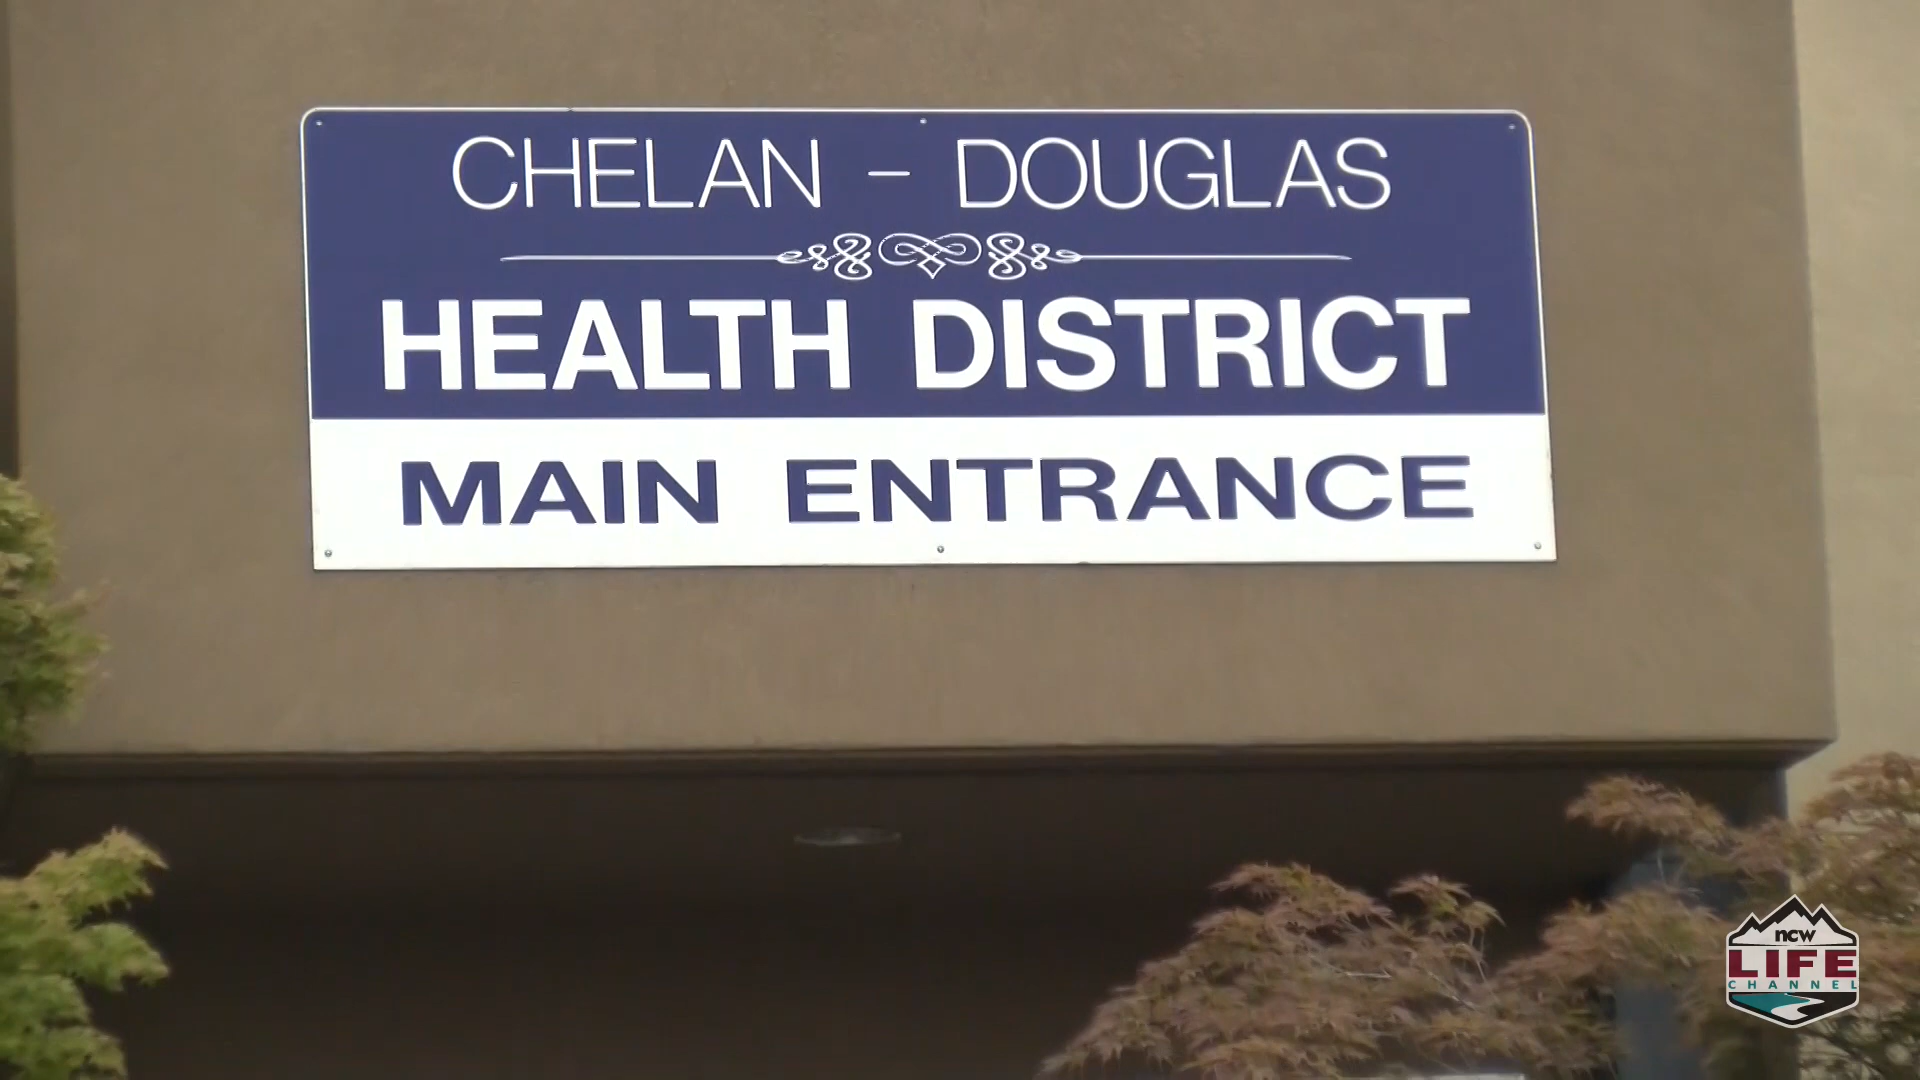 CHELAN - DOUGLAS
HEALTH DISTRICT
MAIN ENTRANCE
ncw
LIFE
CHANNEL